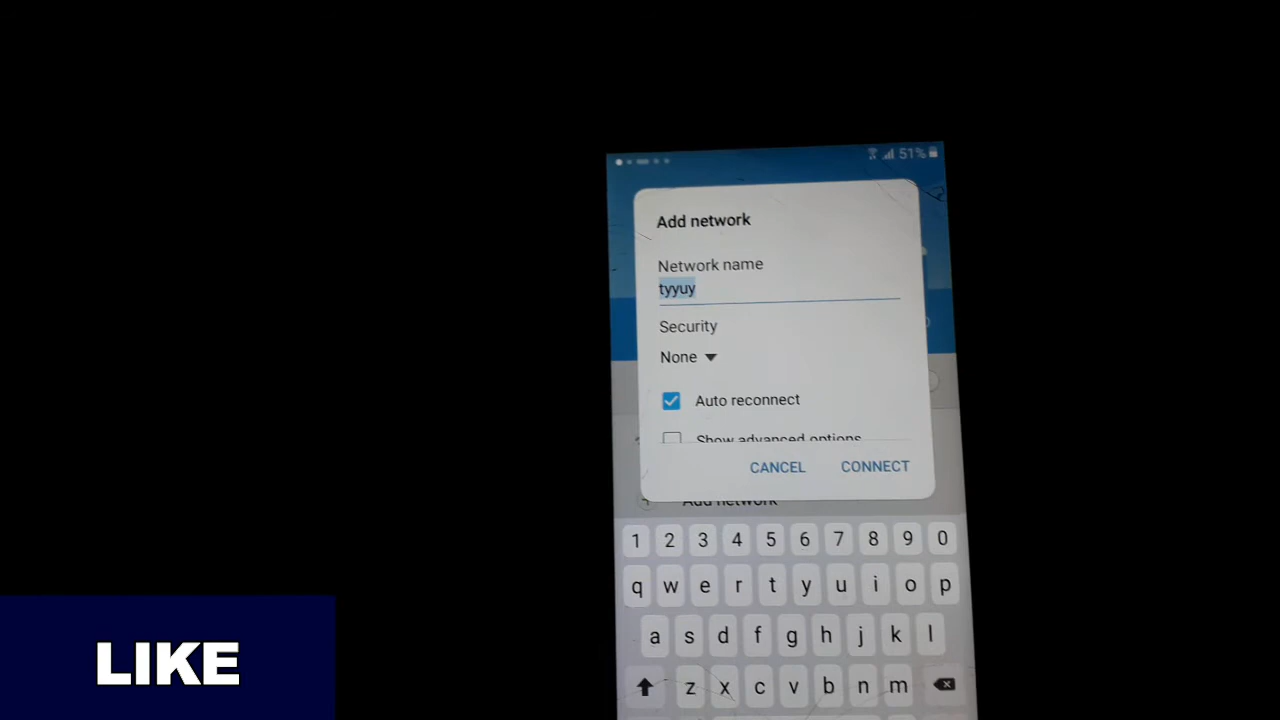 51%
Add network
Network name
tyyuy
Security
None
Auto reconnect
Show advanced options
CANCEL CONNECT
Add network
1 2 3 4 5 6 7 8 9 0
q w e r t y u i o p
a s d f g h j k l
z x c v b n m
LIKE